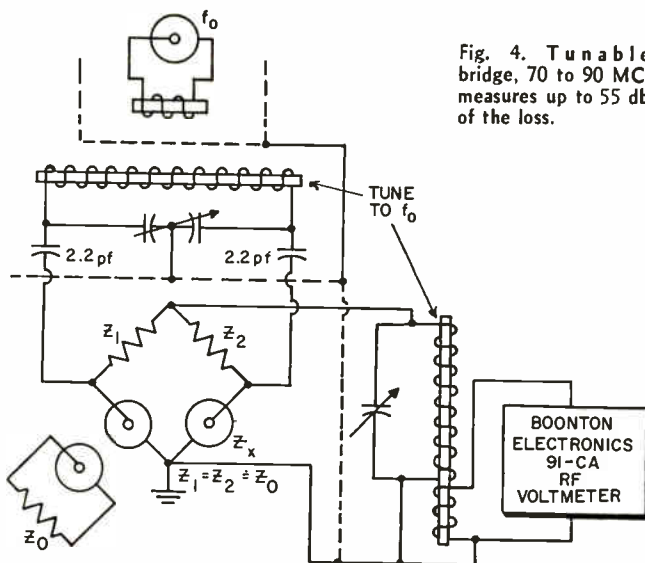 f₀
Fig. 4. Tunable
bridge, 70 to 90 MC
measures up to 55 db
of the loss.
TUNE
TO f₀
2.2pf
2.2pf
Z₁
Z₂
Zₓ
Z₁ = Z₂ ≑ Z₀
Z₀
BOONTON
ELECTRONICS
91-CA
RF
VOLTMETER